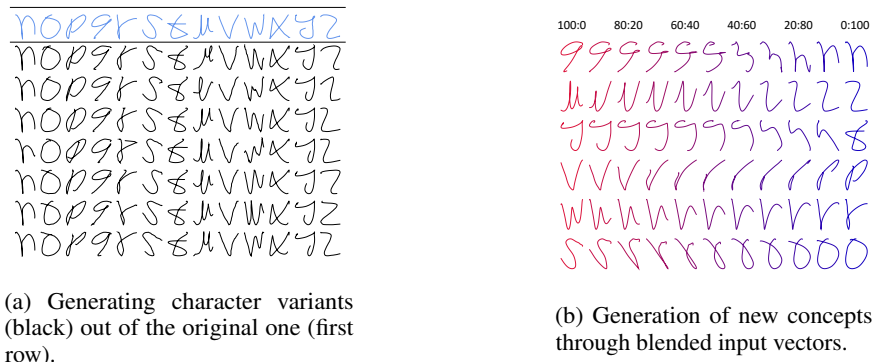 n o p q r s t u v w x y z
n o p q r s t u v w x y z
n o p q r s t u v w x y z
n o p q r s t u v w x y z
n o p q r s t u v w x y z
n o p q r s t u v w x y z
n o p q r s t u v w x y z
n o p q r s t u v w x y z
(a) Generating character variants
(black) out of the original one (first
row).
100:0 80:20 60:40 40:60 20:80 0:100
(b) Generation of new concepts
through blended input vectors.